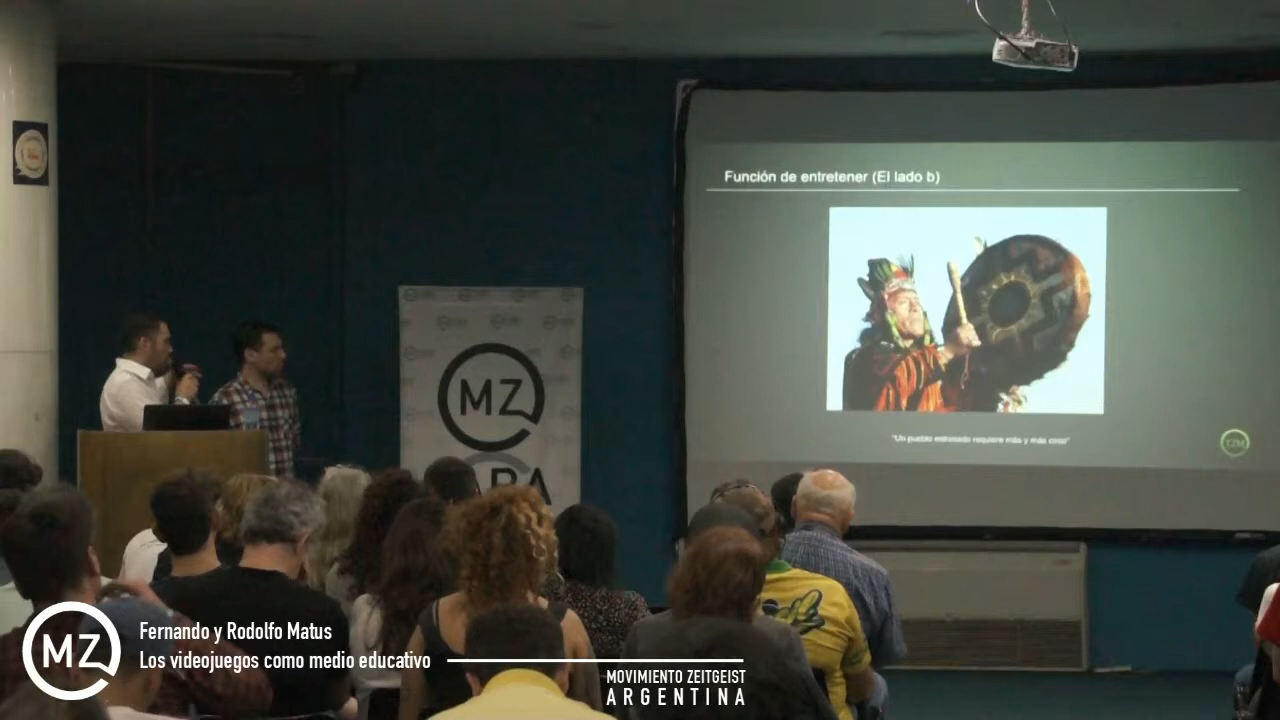 Función de entretener (El lado b)
"Un pueblo estresado requiere más y más circo"
TZM
MZ
MZ
Fernando y Rodolfo Matus
Los videojuegos como medio educativo
MOVIMIENTO ZEITGEIST
ARGENTINA